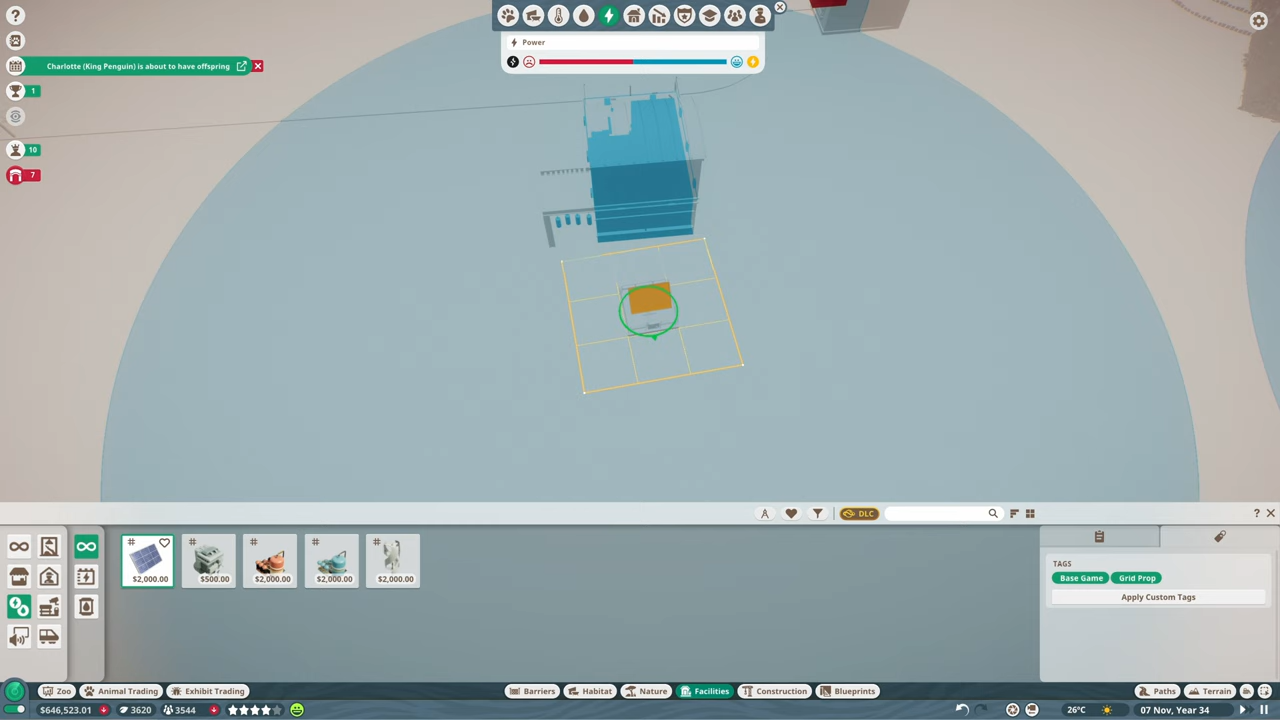 ?
Power
Charlotte (King Penguin) is about to have offspring
1
10
7
DLC
?
$2,000.00
$500.00
$2,000.00
$2,000.00
$2,000.00
TAGS
Base Game
Grid Prop
Apply Custom Tags
Zoo
Animal Trading
Exhibit Trading
Barriers
Habitat
Nature
Facilities
Construction
Blueprints
Paths
Terrain
$646,523.01
3620
3544
26°C
07 Nov, Year 34